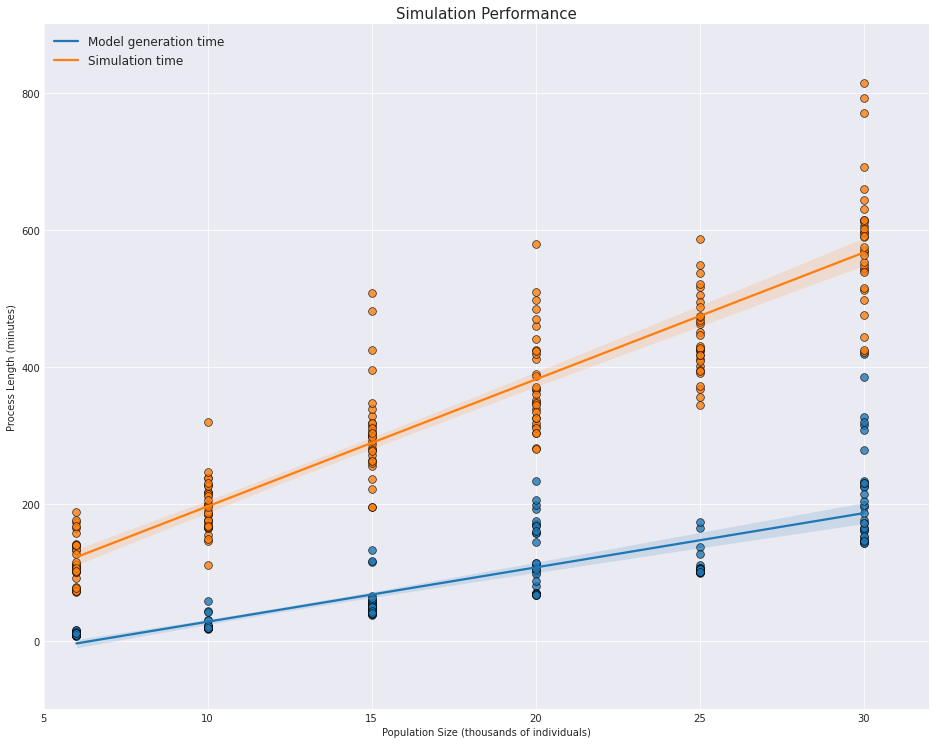 Simulation Performance
Model generation time
Simulation time
800
600
400
200
0
5
10
15
20
25
30
Process Length (minutes)
Population Size (thousands of individuals)